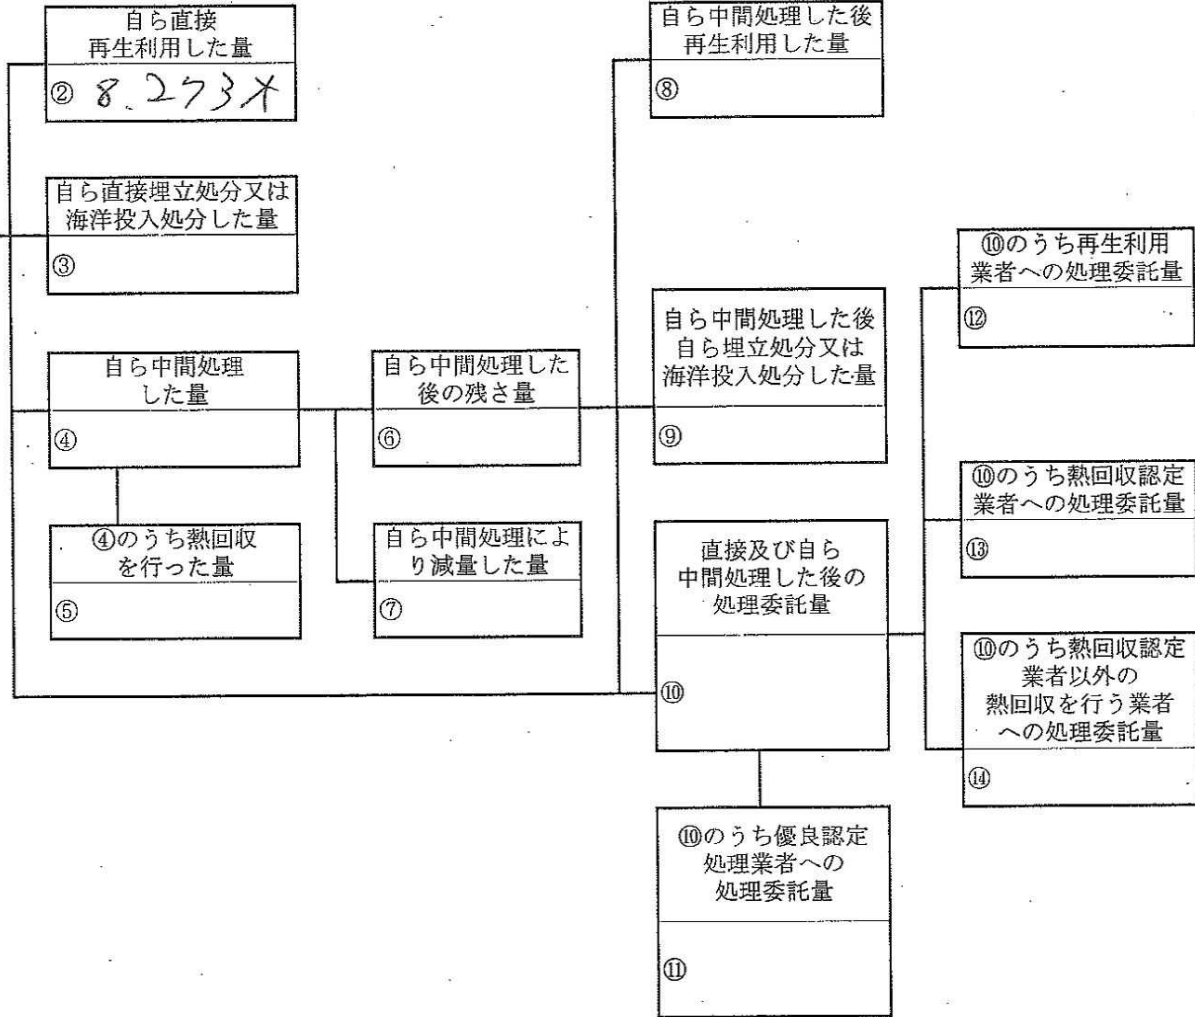 自ら直接
再生利用した量
② 8.273
自ら直接埋立処分又は
海洋投入処分した量
③
自ら中間処理
した量
④
④のうち熱回収
を行った量
⑤
自ら中間処理した
後の残さ量
⑥
自ら中間処理によ
り減量した量
⑦
自ら中間処理した後
再生利用した量
⑧
自ら中間処理した後
自ら埋立処分又は
海洋投入処分した量
⑨
直接及び自ら
中間処理した後の
処理委託量
⑩
⑩のうち優良認定
処理業者への
処理委託量
⑪
⑩のうち再生利用
業者への処理委託量
⑫
⑩のうち熱回収認定
業者への処理委託量
⑬
⑩のうち熱回収認定
業者以外の
熱回収を行う業者
への処理委託量
⑭